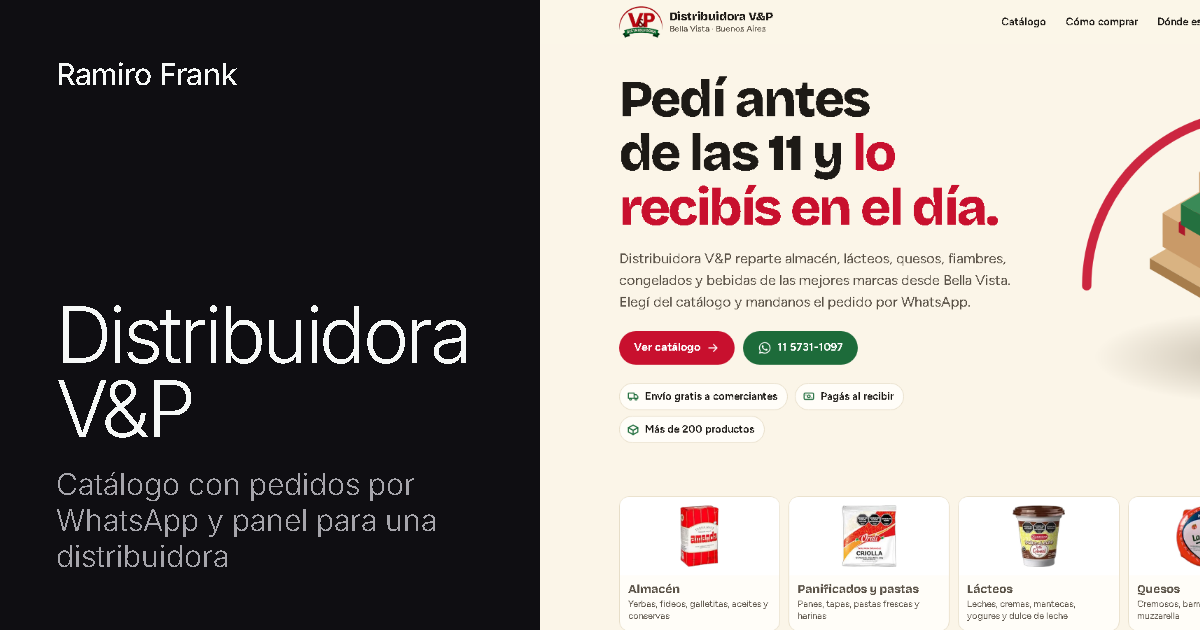 Ramiro Frank
Distribuidora
V&P
Catálogo con pedidos por
WhatsApp y panel para una
distribuidora
V&P
Distribuidora V&P
Bella Vista · Buenos Aires
Catálogo
Cómo comprar
Dónde es
Pedí antes
de las 11 y lo
recibís en el día.
Distribuidora V&P reparte almacén, lácteos, quesos, fiambres,
congelados y bebidas de las mejores marcas desde Bella Vista.
Elegí del catálogo y mandanos el pedido por WhatsApp.
Ver catálogo →
11 5731-1097
Envío gratis a comerciantes
Pagás al recibir
Más de 200 productos
CRIOLLA
Almacén
Yerbas, fideos, galletitas, aceites y
conservas
Panificados y pastas
Panes, tapas, pastas frescas y
harinas
Lácteos
Leches, cremas, mantecas,
yogures y dulce de leche
Quesos
Cremosos, bar
muzzarella